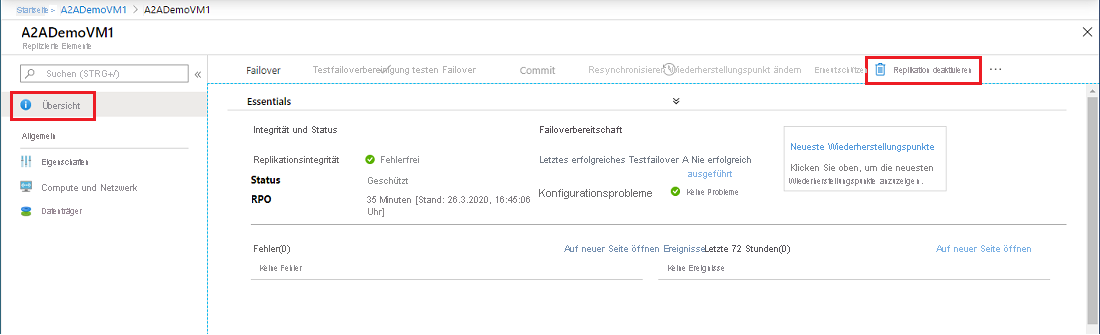 Startseite > A2ADemoVM1 > A2ADemoVM1
A2ADemoVM1
Replizierte Elemente
Suchen (STRG+/) «
Failover Testfailoverbereinigung testen Failover Commit Resynchronisieren Wiederherstellungspunkt ändern Erneut schützen Replikation deaktivieren ...
Übersicht
Allgemein
Eigenschaften
Compute und Netzwerk
Datenträger
Essentials
Integrität und Status
Replikationsintegrität Fehlerfrei
Status Geschützt
RPO 35 Minuten [Stand: 26.3.2020, 16:45:06
Uhr]
Failoverbereitschaft
Letztes erfolgreiches Testfailover A Nie erfolgreich
ausgeführt
Konfigurationsprobleme Keine Probleme
Neueste Wiederherstellungspunkte
Klicken Sie oben, um die neuesten
Wiederherstellungspunkte anzuzeigen.
Fehler(0) Auf neuer Seite öffnen
Keine Fehler
Ereignisse Letzte 72 Stunden(0) Auf neuer Seite öffnen
Keine Ereignisse